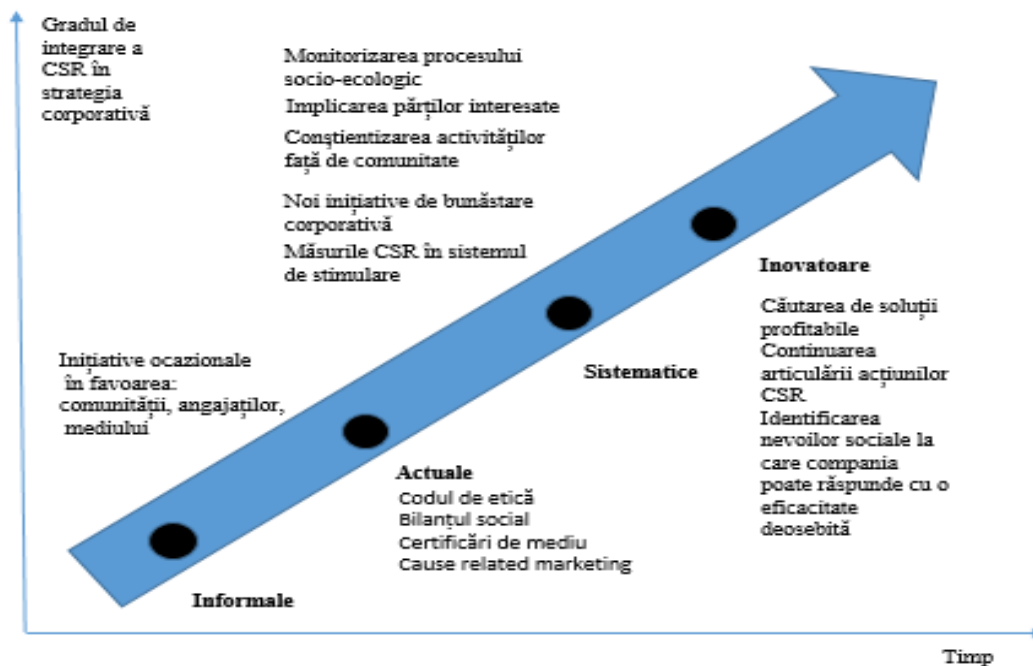 Gradul de
integrare a
CSR în
strategia
corporativă
Monitorizarea procesului
socio-ecologic
Implicarea părților interesate
Conștientizarea activităților
față de comunitate
Noi inițiative de bunăstare
corporativă
Măsurile CSR în sistemul
de stimulare
Inițiative ocazionale
în favoarea:
comunității, angajaților,
mediului
Informale
Actuale
Codul de etică
Bilanțul social
Certificări de mediu
Cause related marketing
Sistematice
Inovatoare
Căutarea de soluții
profitabile
Continuarea
articulării acțiunilor
CSR
Identificarea
nevoilor sociale la
care compania
poate răspunde cu o
eficacitate
deosebită
Timp